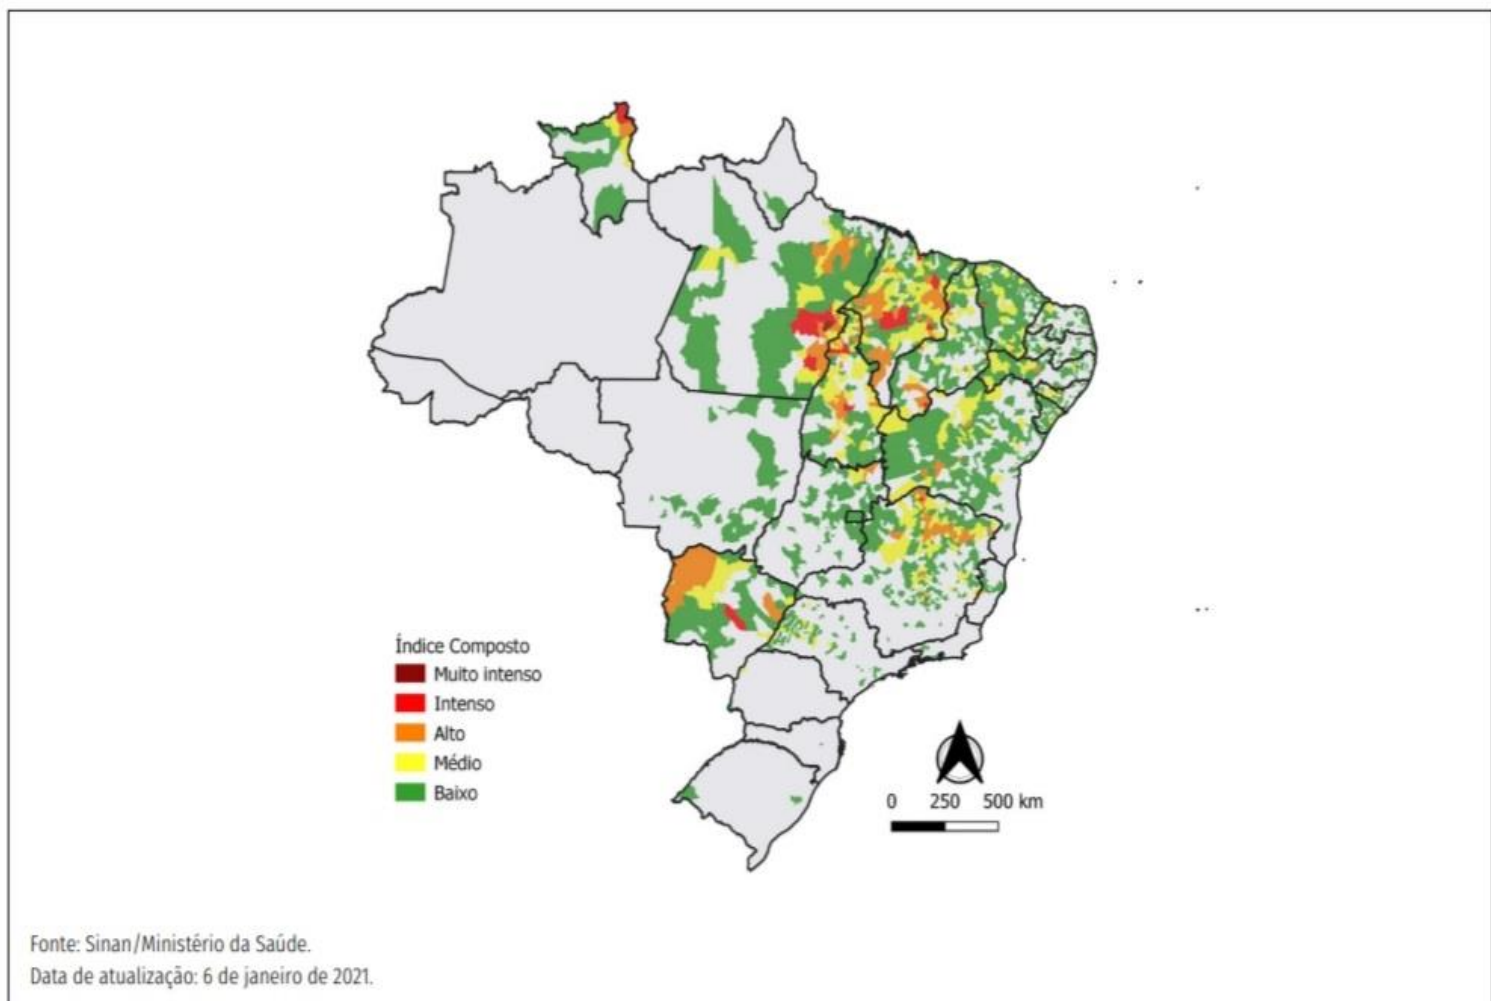 Índice Composto
Muito intenso
Intenso
Alto
Médio
Baixo
0 250 500 km
Fonte: Sinan/Ministério da Saúde.
Data de atualização: 6 de janeiro de 2021.